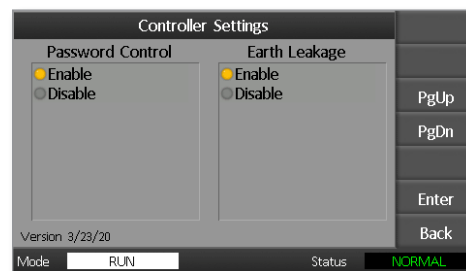 Controller Settings
Password Control
Enable
Disable
Earth Leakage
Enable
Disable
Version 3/23/20
PgUp
PgDn
Enter
Back
Mode RUN Status NORMAL